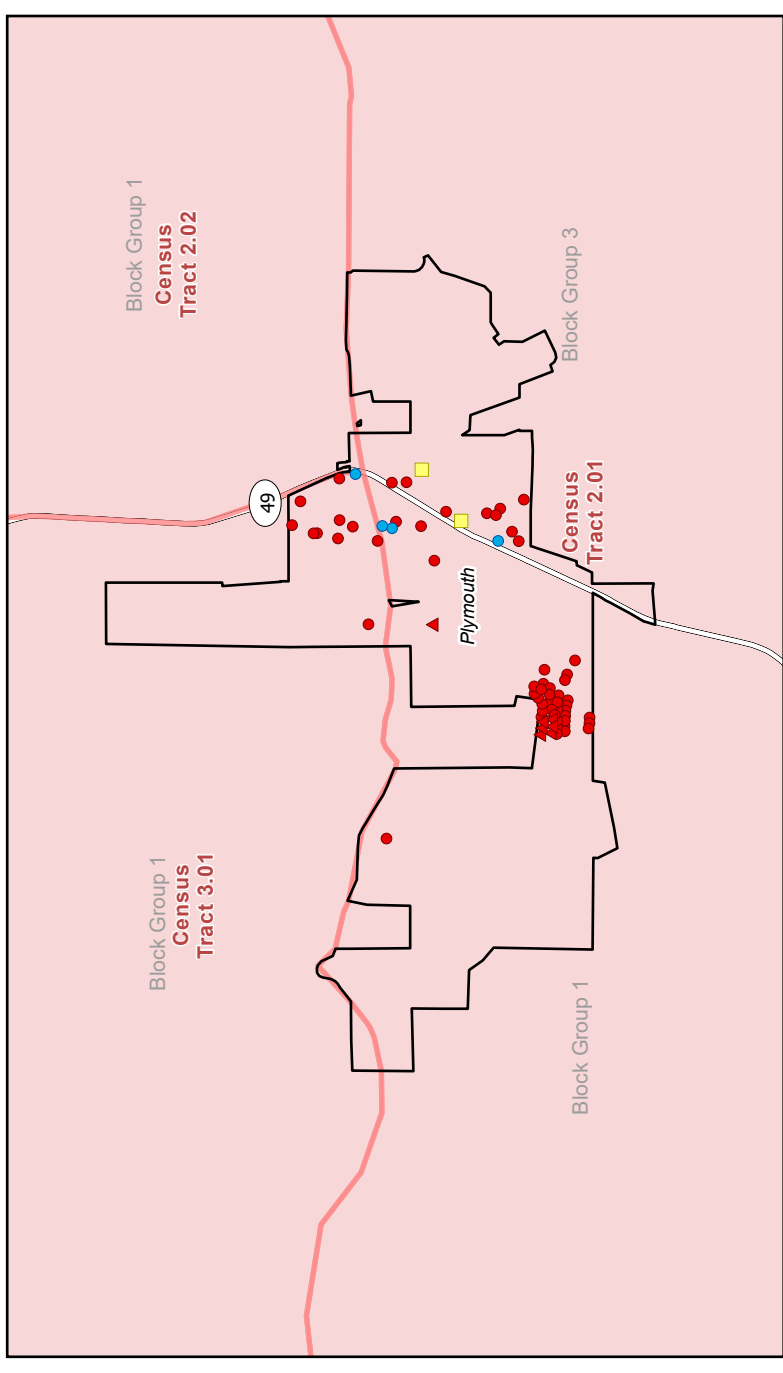 Block Group 1
Census
Tract 3.01
Block Group 1
Census
Tract 2.02
49
Plymouth
Census
Tract 2.01
Block Group 1
Block Group 3